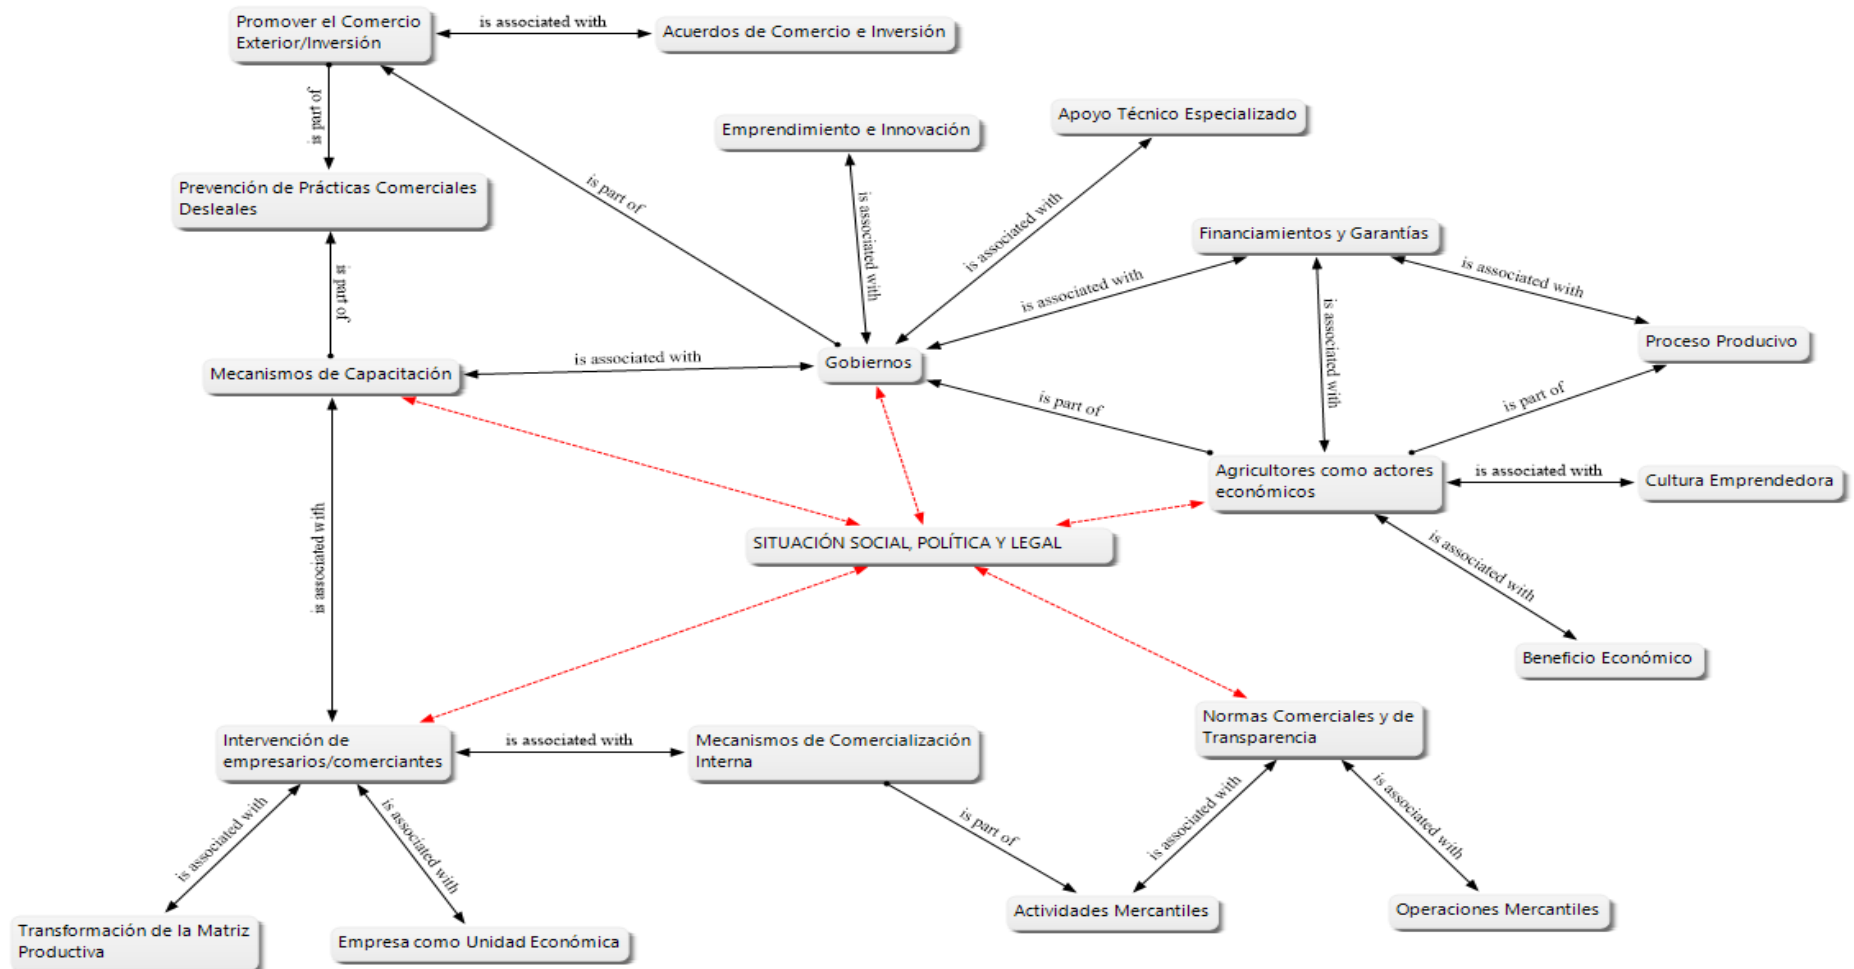 Promover el Comercio
Exterior/Inversión
is associated with
Acuerdos de Comercio e Inversión
is part of
Emprendimiento e Innovación
Apoyo Técnico Especializado
Prevención de Prácticas Comerciales
Desleales
is part of
is associated with
is associated with
Financiamientos y Garantías
is part of
is associated with
is associated with
is associated with
Proceso Producivo
Mecanismos de Capacitación
is associated with
Gobiernos
is part of
is part of
Agricultores como actores
económicos
is associated with
Cultura Emprendedora
is associated with
SITUACIÓN SOCIAL, POLÍTICA Y LEGAL
is associated with
Beneficio Económico
Intervención de
empresarios/comerciantes
is associated with
Mecanismos de Comercialización
Interna
Normas Comerciales y de
Transparencia
is associated with
is associated with
is part of
is associated with
is associated with
Transformación de la Matriz
Productiva
Empresa como Unidad Económica
Actividades Mercantiles
Operaciones Mercantiles